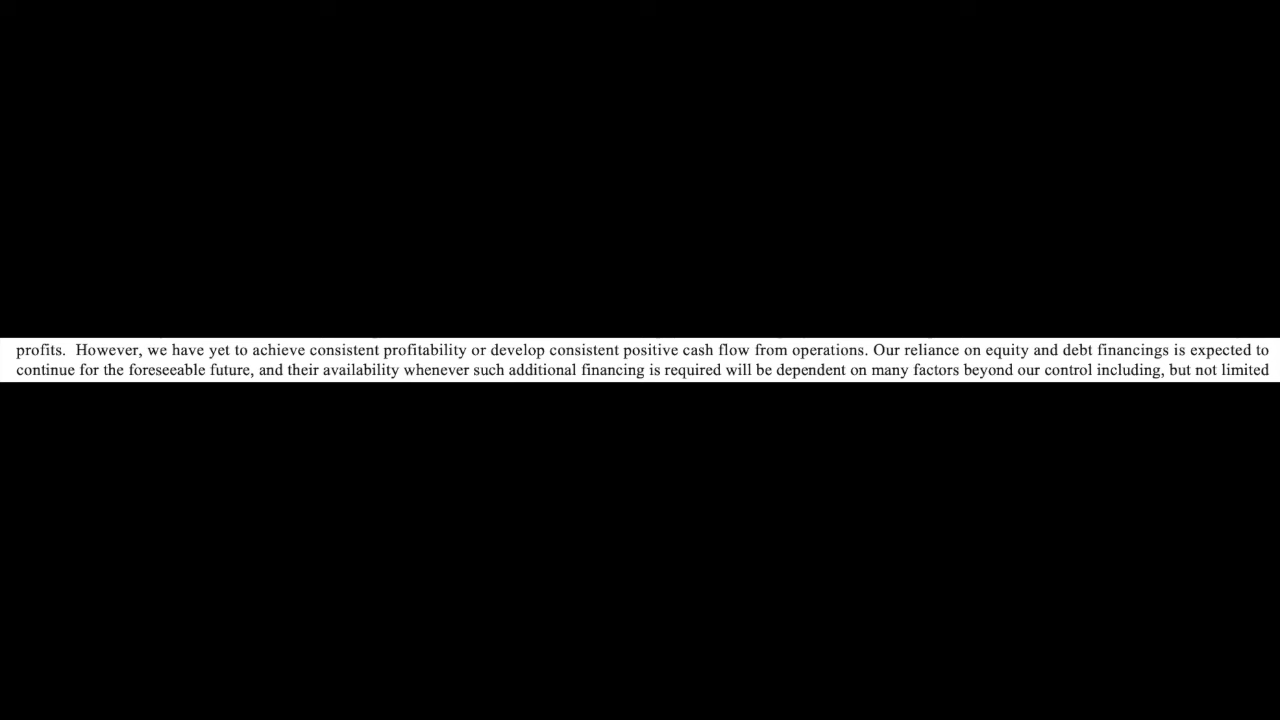 profits.  However, we have yet to achieve consistent profitability or develop consistent positive cash flow from operations. Our reliance on equity and debt financings is expected to
continue for the foreseeable future, and their availability whenever such additional financing is required will be dependent on many factors beyond our control including, but not limited